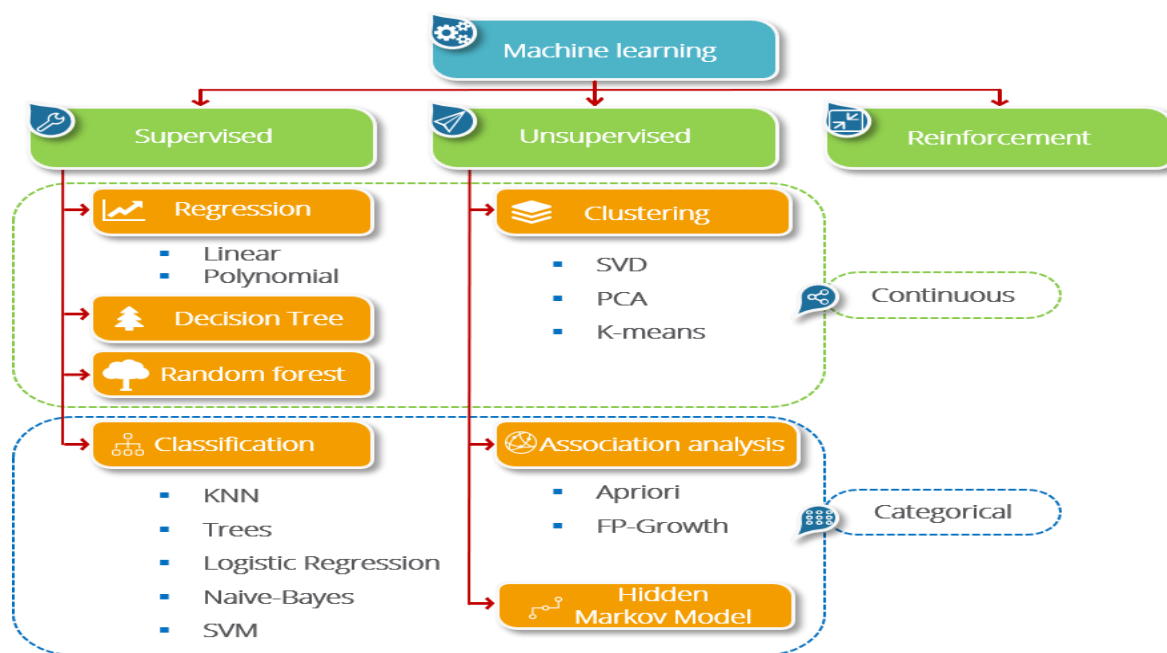 Machine learning
Supervised
Unsupervised
Reinforcement
Regression
Linear
Polynomial
Decision Tree
Random forest
Clustering
SVD
PCA
K-means
Continuous
Classification
KNN
Trees
Logistic Regression
Naive-Bayes
SVM
Association analysis
Apriori
FP-Growth
Hidden
Markov Model
Categorical